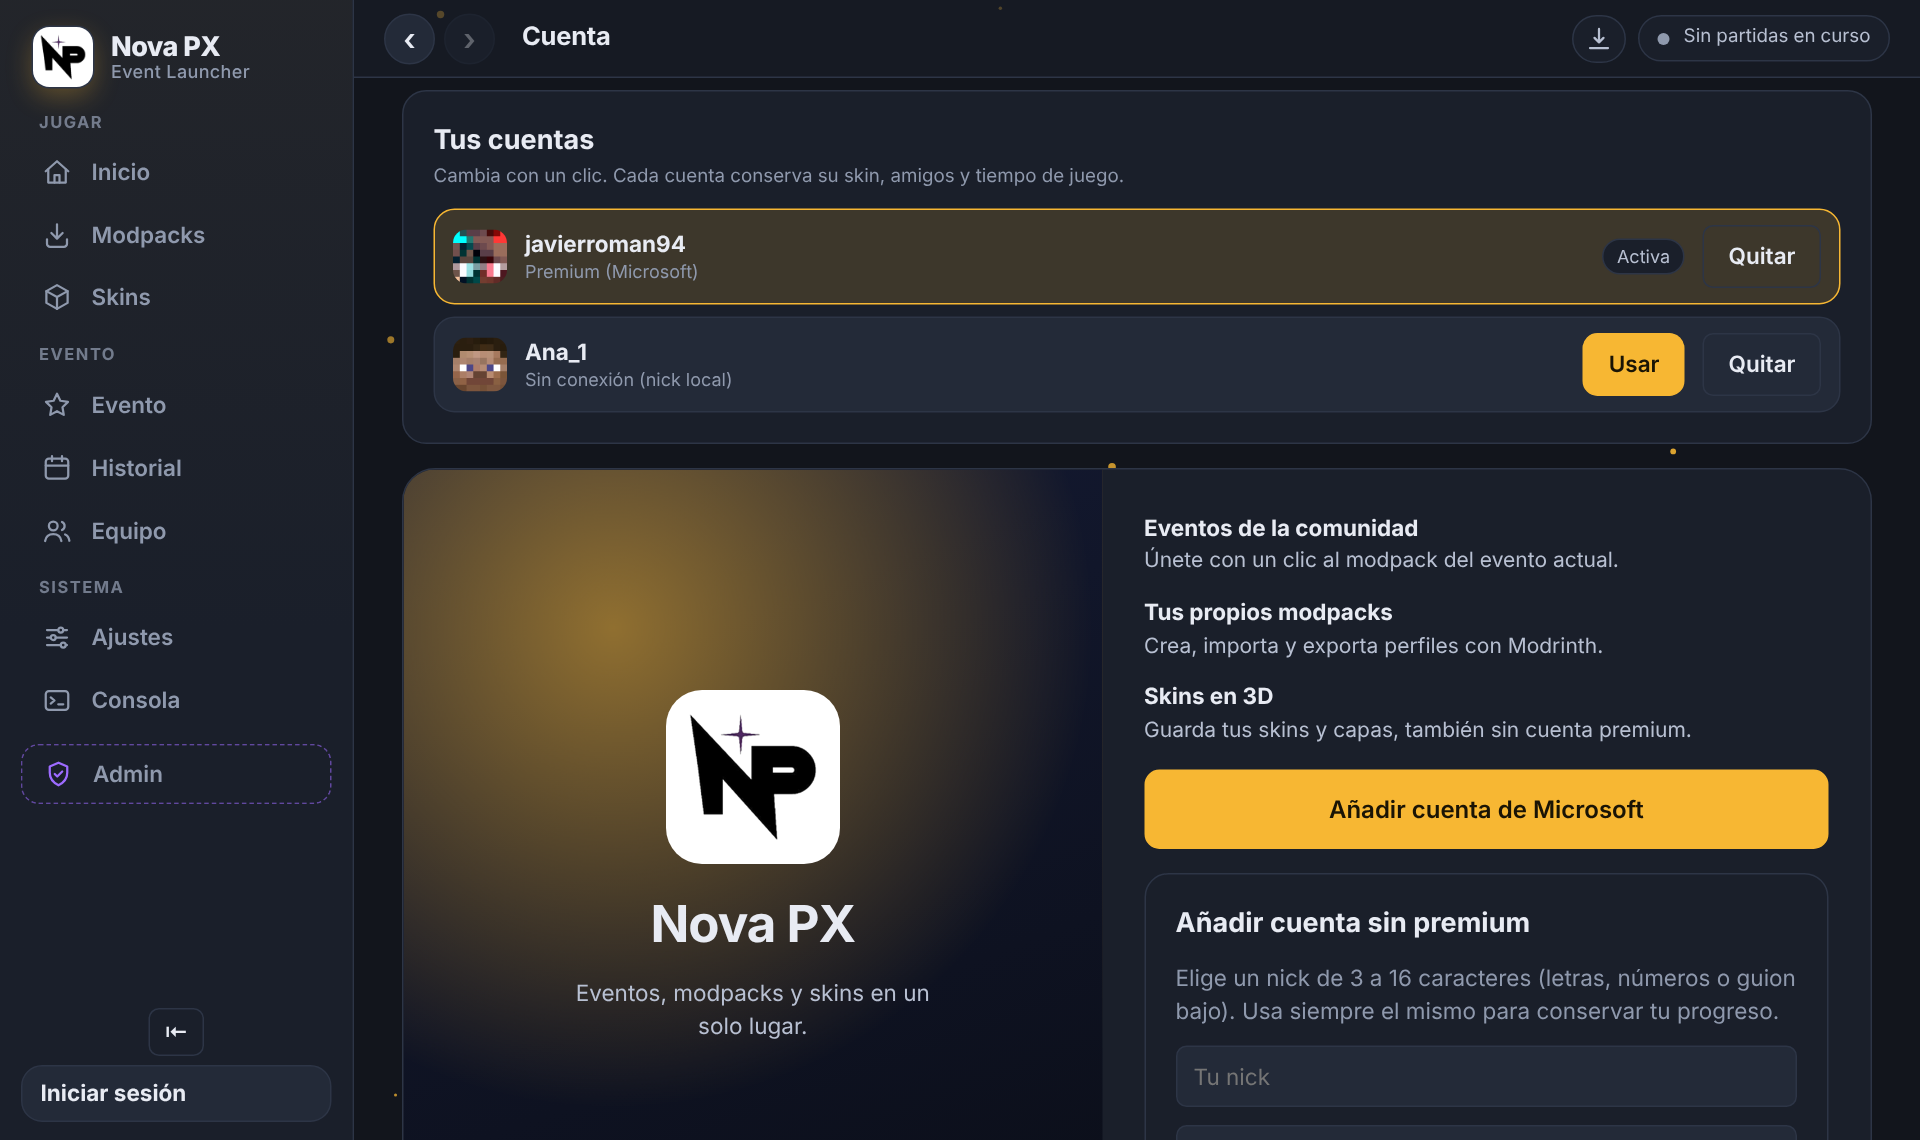 Nova PX
Event Launcher
JUGAR
Inicio
Modpacks
Skins
EVENTO
Evento
Historial
Equipo
SISTEMA
Ajustes
Consola
Admin
Iniciar sesión
Cuenta
Sin partidas en curso
Tus cuentas
Cambia con un clic. Cada cuenta conserva su skin, amigos y tiempo de juego.
javierroman94
Premium (Microsoft)
Activa
Quitar
Ana_1
Sin conexión (nick local)
Usar
Quitar
NP
Nova PX
Eventos, modpacks y skins en un
solo lugar.
Eventos de la comunidad
Únete con un clic al modpack del evento actual.
Tus propios modpacks
Crea, importa y exporta perfiles con Modrinth.
Skins en 3D
Guarda tus skins y capas, también sin cuenta premium.
Añadir cuenta de Microsoft
Añadir cuenta sin premium
Elige un nick de 3 a 16 caracteres (letras, números o guion
bajo). Usa siempre el mismo para conservar tu progreso.
Tu nick